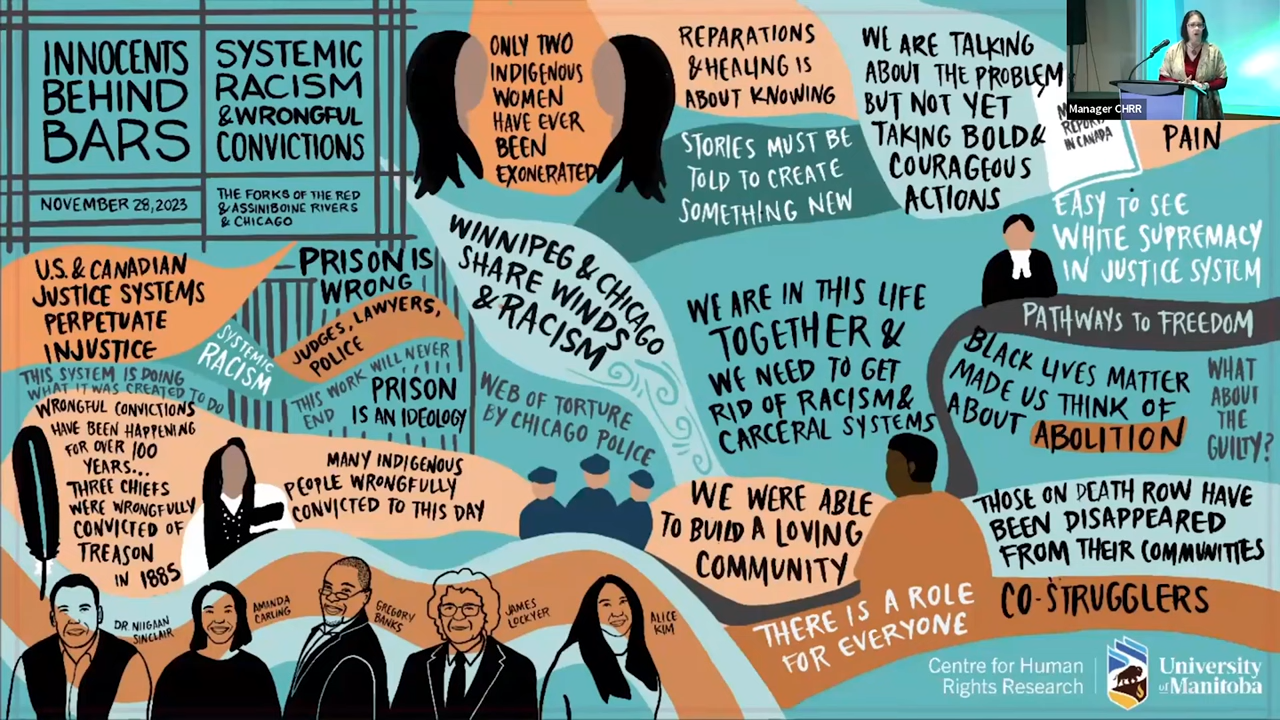 INNOCENTS
BEHIND
BARS
SYSTEMIC
RACISM
& WRONGFUL
CONVICTIONS
NOVEMBER 28, 2023
THE FORKS OF THE RED
& ASSINIBOINE RIVERS
& CHICAGO
ONLY TWO
INDIGENOUS
WOMEN
HAVE EVER
BEEN
EXONERATED
REPARATIONS
& HEALING IS
ABOUT KNOWING
STORIES MUST BE
TOLD TO CREATE
SOMETHING NEW
WE ARE TALKING
ABOUT THE PROBLEM
BUT NOT YET
TAKING BOLD &
COURAGEOUS
ACTIONS
Manager CHRR
REPORT
IN CANADA
PAIN
EASY TO SEE
WHITE SUPREMACY
IN JUSTICE SYSTEM
U.S. & CANADIAN
JUSTICE SYSTEMS
PERPETUATE
INJUSTICE
SYSTEMIC
RACISM
THIS SYSTEM IS DOING
WHAT IT WAS CREATED TO DO
PRISON IS
WRONG
JUDGES, LAWYERS,
POLICE
THIS WORK WILL NEVER
END
PRISON
IS AN IDEOLOGY
WINNIPEG & CHICAGO
SHARE WINDS
& RACISM
WEB OF TORTURE
BY CHICAGO POLICE
WE ARE IN THIS LIFE
TOGETHER &
WE NEED TO GET
RID OF RACISM &
CARCERAL SYSTEMS
PATHWAYS TO FREEDOM
BLACK LIVES MATTER
MADE US THINK OF
ABOUT ABOLITION
WHAT
ABOUT
THE
GUILTY?
WRONGFUL CONVICTIONS
HAVE BEEN HAPPENING
FOR OVER 100
YEARS...
THREE CHIEFS
WERE WRONGFULLY
CONVICTED OF
TREASON
IN 1885
MANY INDIGENOUS
PEOPLE WRONGFULLY
CONVICTED TO THIS DAY
WE WERE ABLE
TO BUILD A LOVING
COMMUNITY
THOSE ON DEATH ROW HAVE
BEEN DISAPPEARED
FROM THEIR COMMUNITIES
CO-STRUGGLERS
THERE IS A ROLE
FOR EVERYONE
DR NIIGAAN
SINCLAIR
AMANDA
CARLING
GREGORY
BANKS
JAMES
LOCKYER
ALICE
KIM
Centre for Human
Rights Research
University
of Manitoba